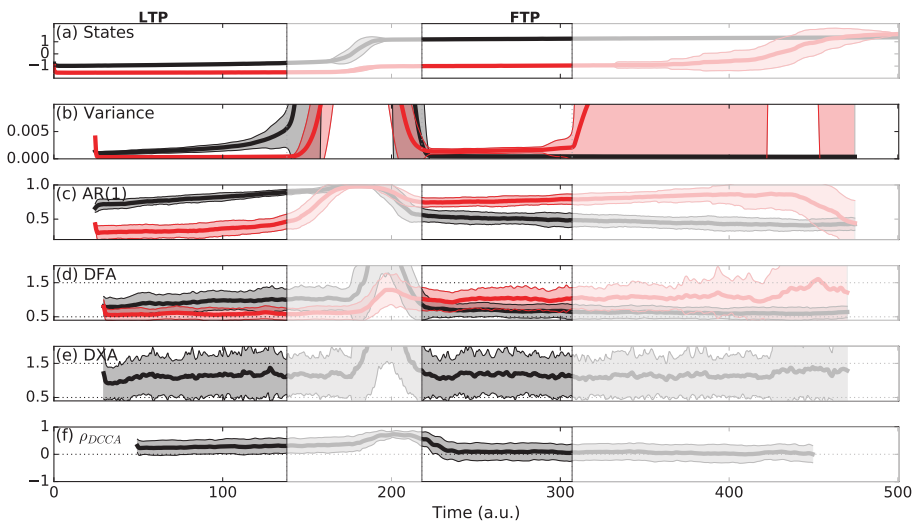 LTP FTP
(a) States
1
0
−1
(b) Variance
0.005
0.000
(c) AR(1)
1.0
0.5
(d) DFA
1.5
0.5
(e) DXA
1.5
0.5
(f) ρDCCA
1
0
−1
0 100 200 300 400 500
Time (a.u.)